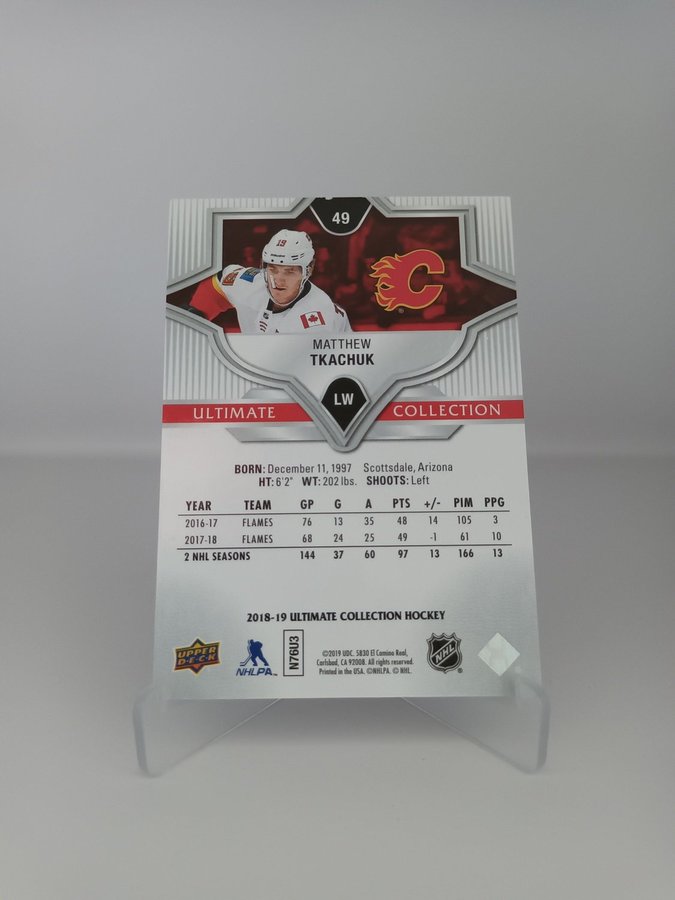 49
19
MATTHEW
TKACHUK
LW
ULTIMATE COLLECTION
BORN: December 11, 1997 Scottsdale, Arizona
HT: 6'2" WT: 202 lbs. SHOOTS: Left
YEAR TEAM GP G A PTS +/- PIM PPG
2016-17 FLAMES 76 13 35 48 14 105 3
2017-18 FLAMES 68 24 25 49 -1 61 10
2 NHL SEASONS 144 37 60 97 13 166 13
2018-19 ULTIMATE COLLECTION HOCKEY
UPPER
DECK
NHLPA
N76U3
©2019 UDC. 5830 El Camino Real,
Carlsbad, CA 92008. All rights reserved.
Printed in the USA. ©NHLPA. © NHL.
NHL